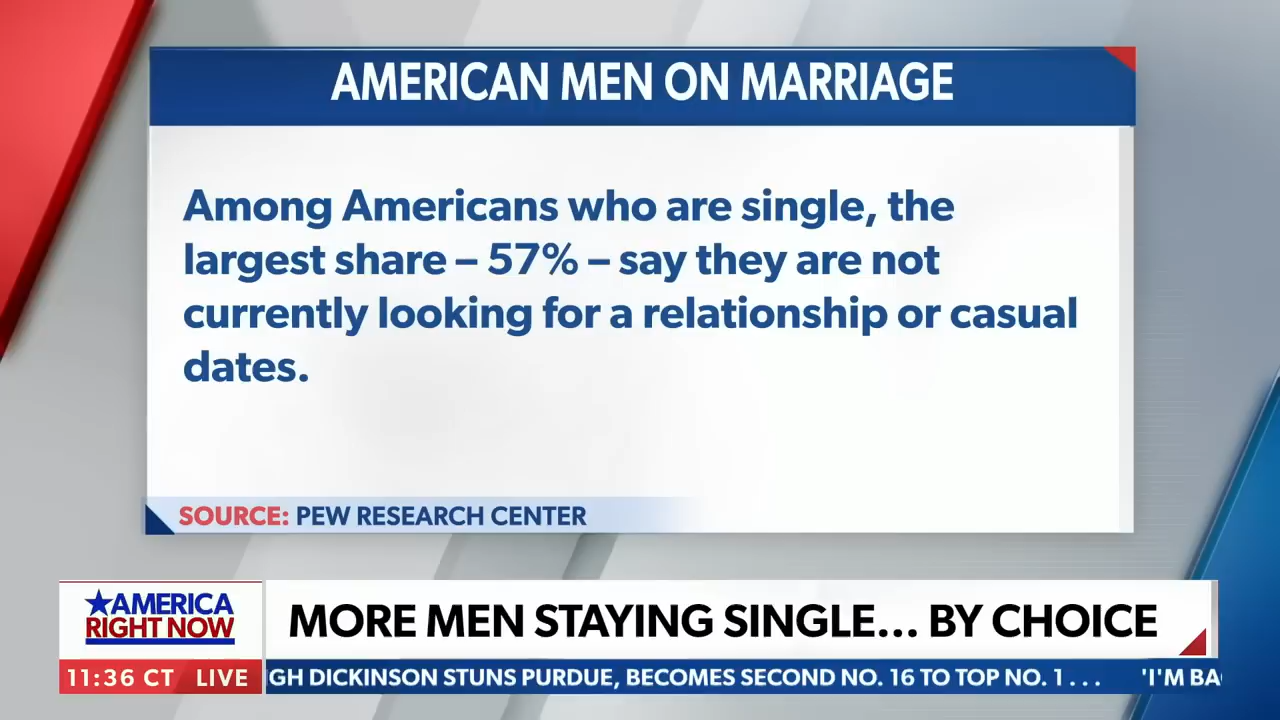 AMERICAN MEN ON MARRIAGE
Among Americans who are single, the
largest share – 57% – say they are not
currently looking for a relationship or casual
dates.
SOURCE: PEW RESEARCH CENTER
AMERICA
RIGHT NOW
MORE MEN STAYING SINGLE... BY CHOICE
11:36 CT LIVE
GH DICKINSON STUNS PURDUE, BECOMES SECOND NO. 16 TO TOP NO. 1 . . . 'I'M BA